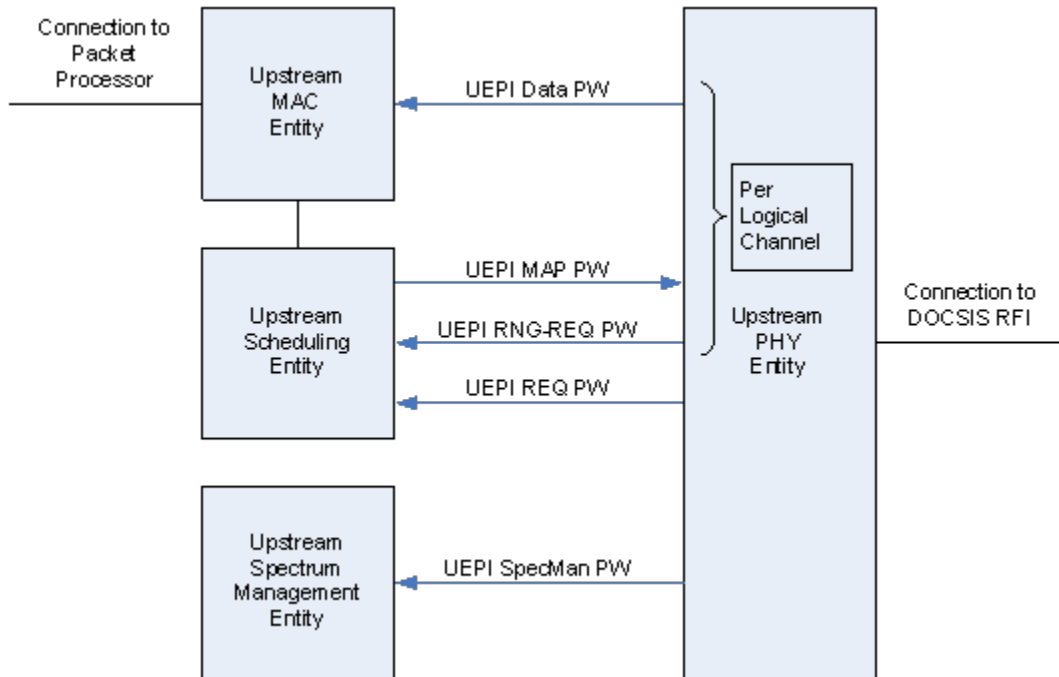 Connection to
Packet
Processor
Upstream
MAC
Entity
UEPI Data PW
Per
Logical
Channel
UEPI MAP PW
Upstream
Scheduling
Entity
UEPI RNG-REQ PW
UEPI REQ PW
Upstream
PHY
Entity
Connection to
DOCSIS RFI
Upstream
Spectrum
Management
Entity
UEPI SpecMan PW